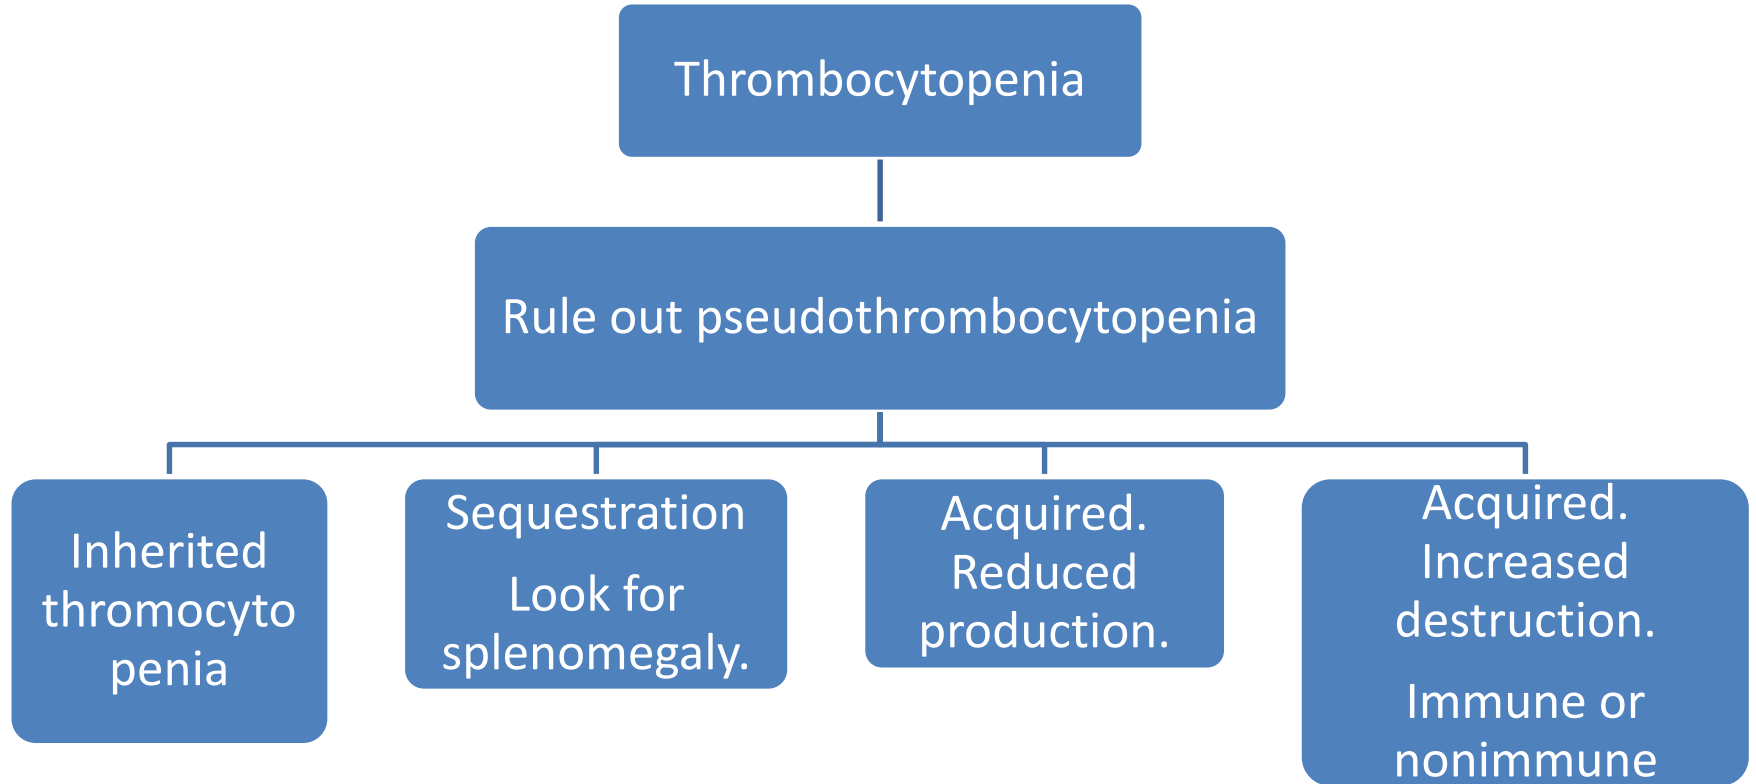 Thrombocytopenia
Rule out pseudothrombocytopenia
Inherited
thromocyto
penia
Sequestration
Look for
splenomegaly.
Acquired.
Reduced
production.
Acquired.
Increased
destruction.
Immune or
nonimmune